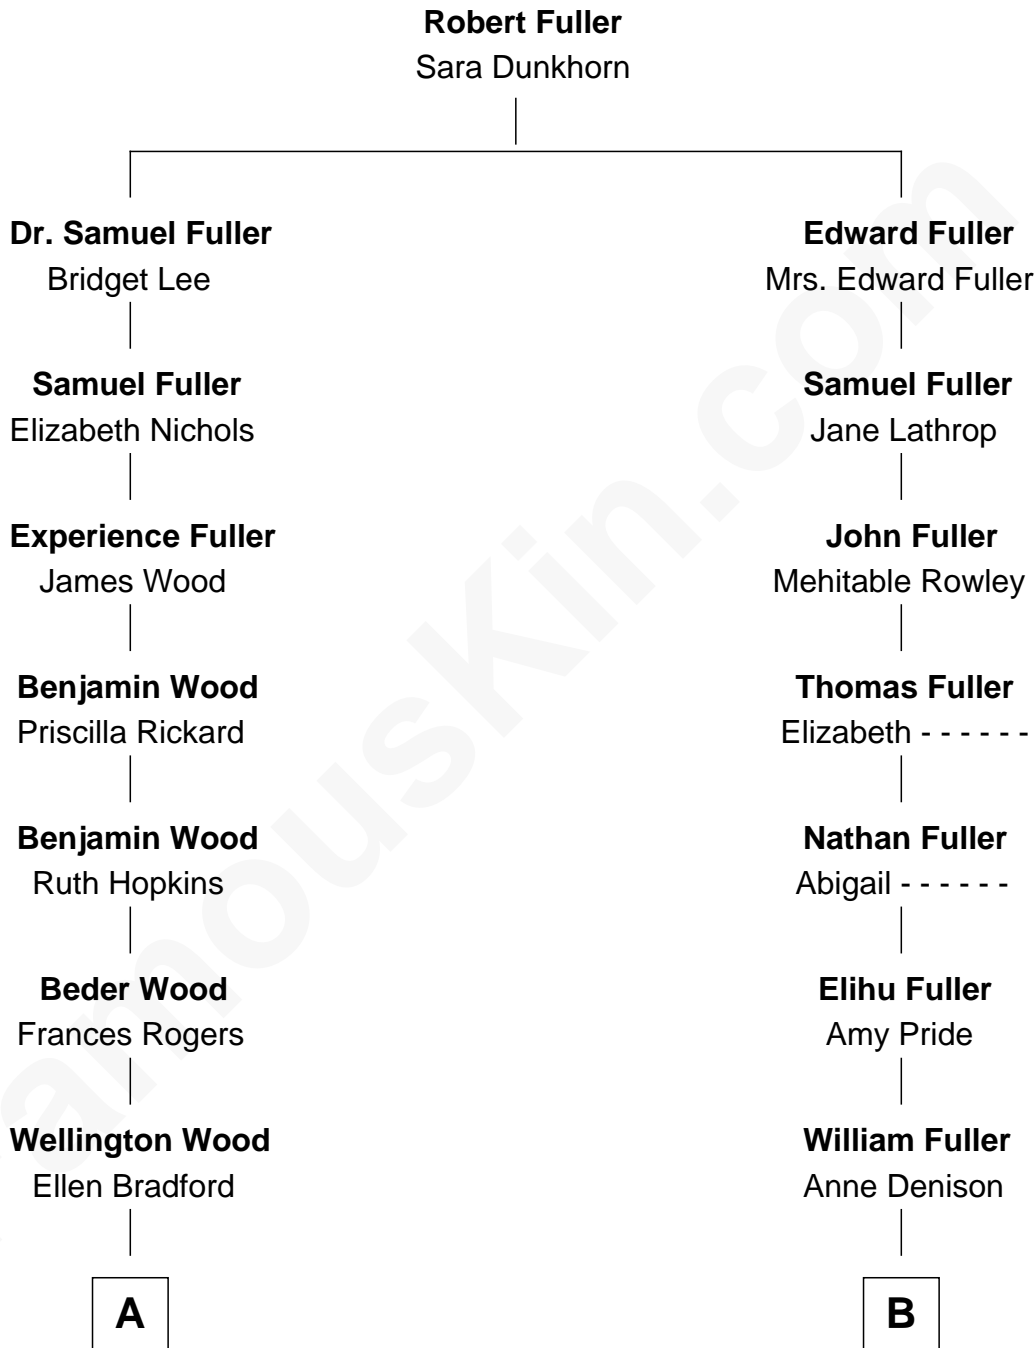 Robert Fuller
Sara Dunkhorn
Dr. Samuel Fuller
Bridget Lee
Edward Fuller
Mrs. Edward Fuller
Samuel Fuller
Elizabeth Nichols
Samuel Fuller
Jane Lathrop
Experience Fuller
James Wood
John Fuller
Mehitable Rowley
Benjamin Wood
Priscilla Rickard
Thomas Fuller
Elizabeth - - - - - -
Benjamin Wood
Ruth Hopkins
Nathan Fuller
Abigail - - - - - -
Beder Wood
Frances Rogers
Elihu Fuller
Amy Pride
Wellington Wood
Ellen Bradford
William Fuller
Anne Denison
A
B
famouskin.com